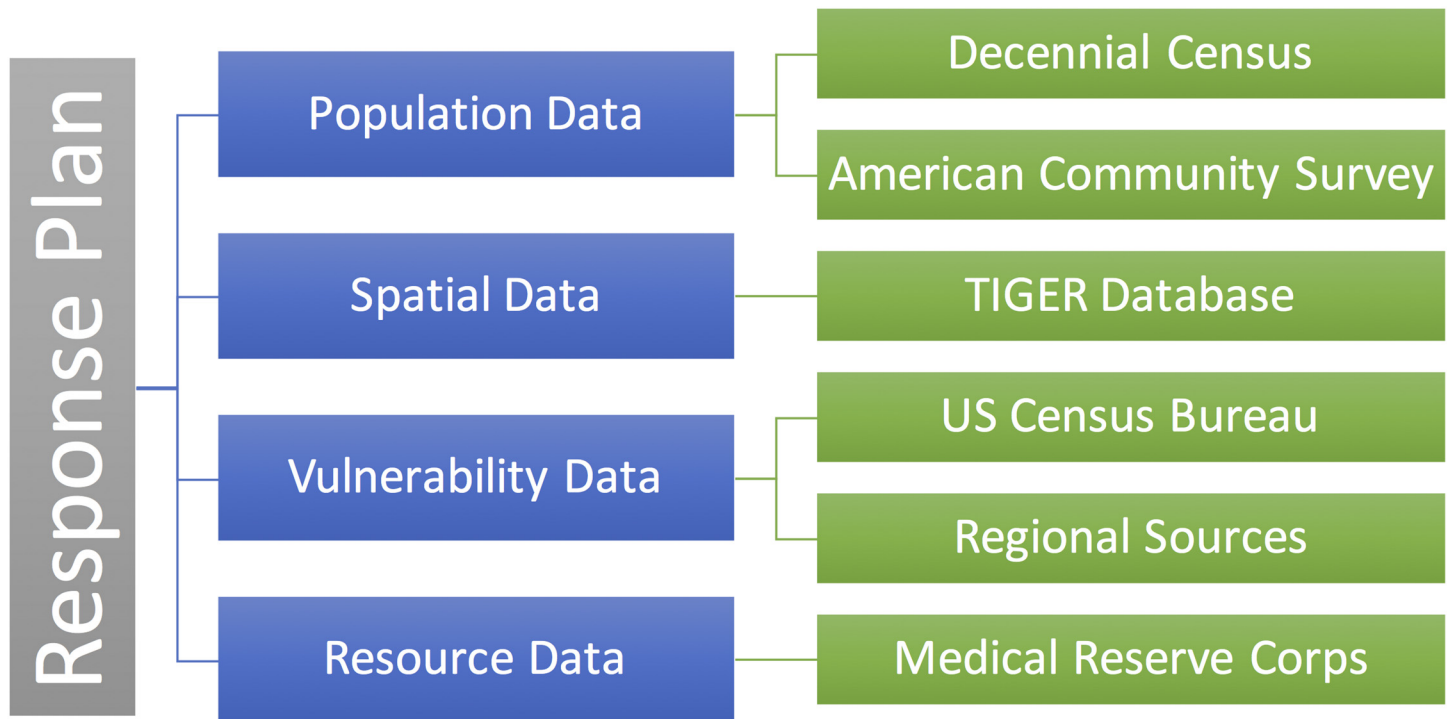 Response Plan
Population Data
Decennial Census
American Community Survey
Spatial Data
TIGER Database
Vulnerability Data
US Census Bureau
Regional Sources
Resource Data
Medical Reserve Corps